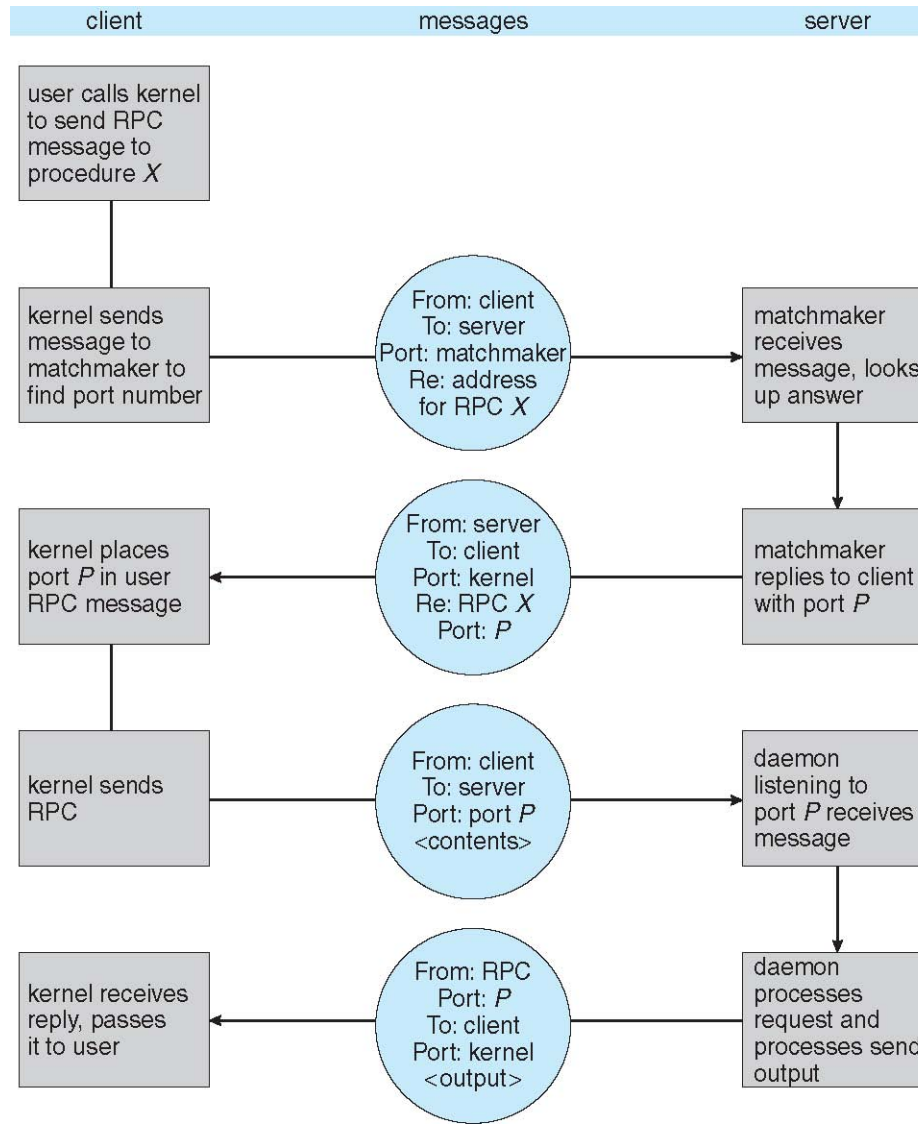 client
messages
server
user calls kernel
to send RPC
message to
procedure X
kernel sends
message to
matchmaker to
find port number
From: client
To: server
Port: matchmaker
Re: address
for RPC X
matchmaker
receives
message, looks
up answer
kernel places
port P in user
RPC message
From: server
To: client
Port: kernel
Re: RPC X
Port: P
matchmaker
replies to client
with port P
kernel sends
RPC
From: client
To: server
Port: port P
<contents>
daemon
listening to
port P receives
message
kernel receives
reply, passes
it to user
From: RPC
Port: P
To: client
Port: kernel
<output>
daemon
processes
request and
processes send
output